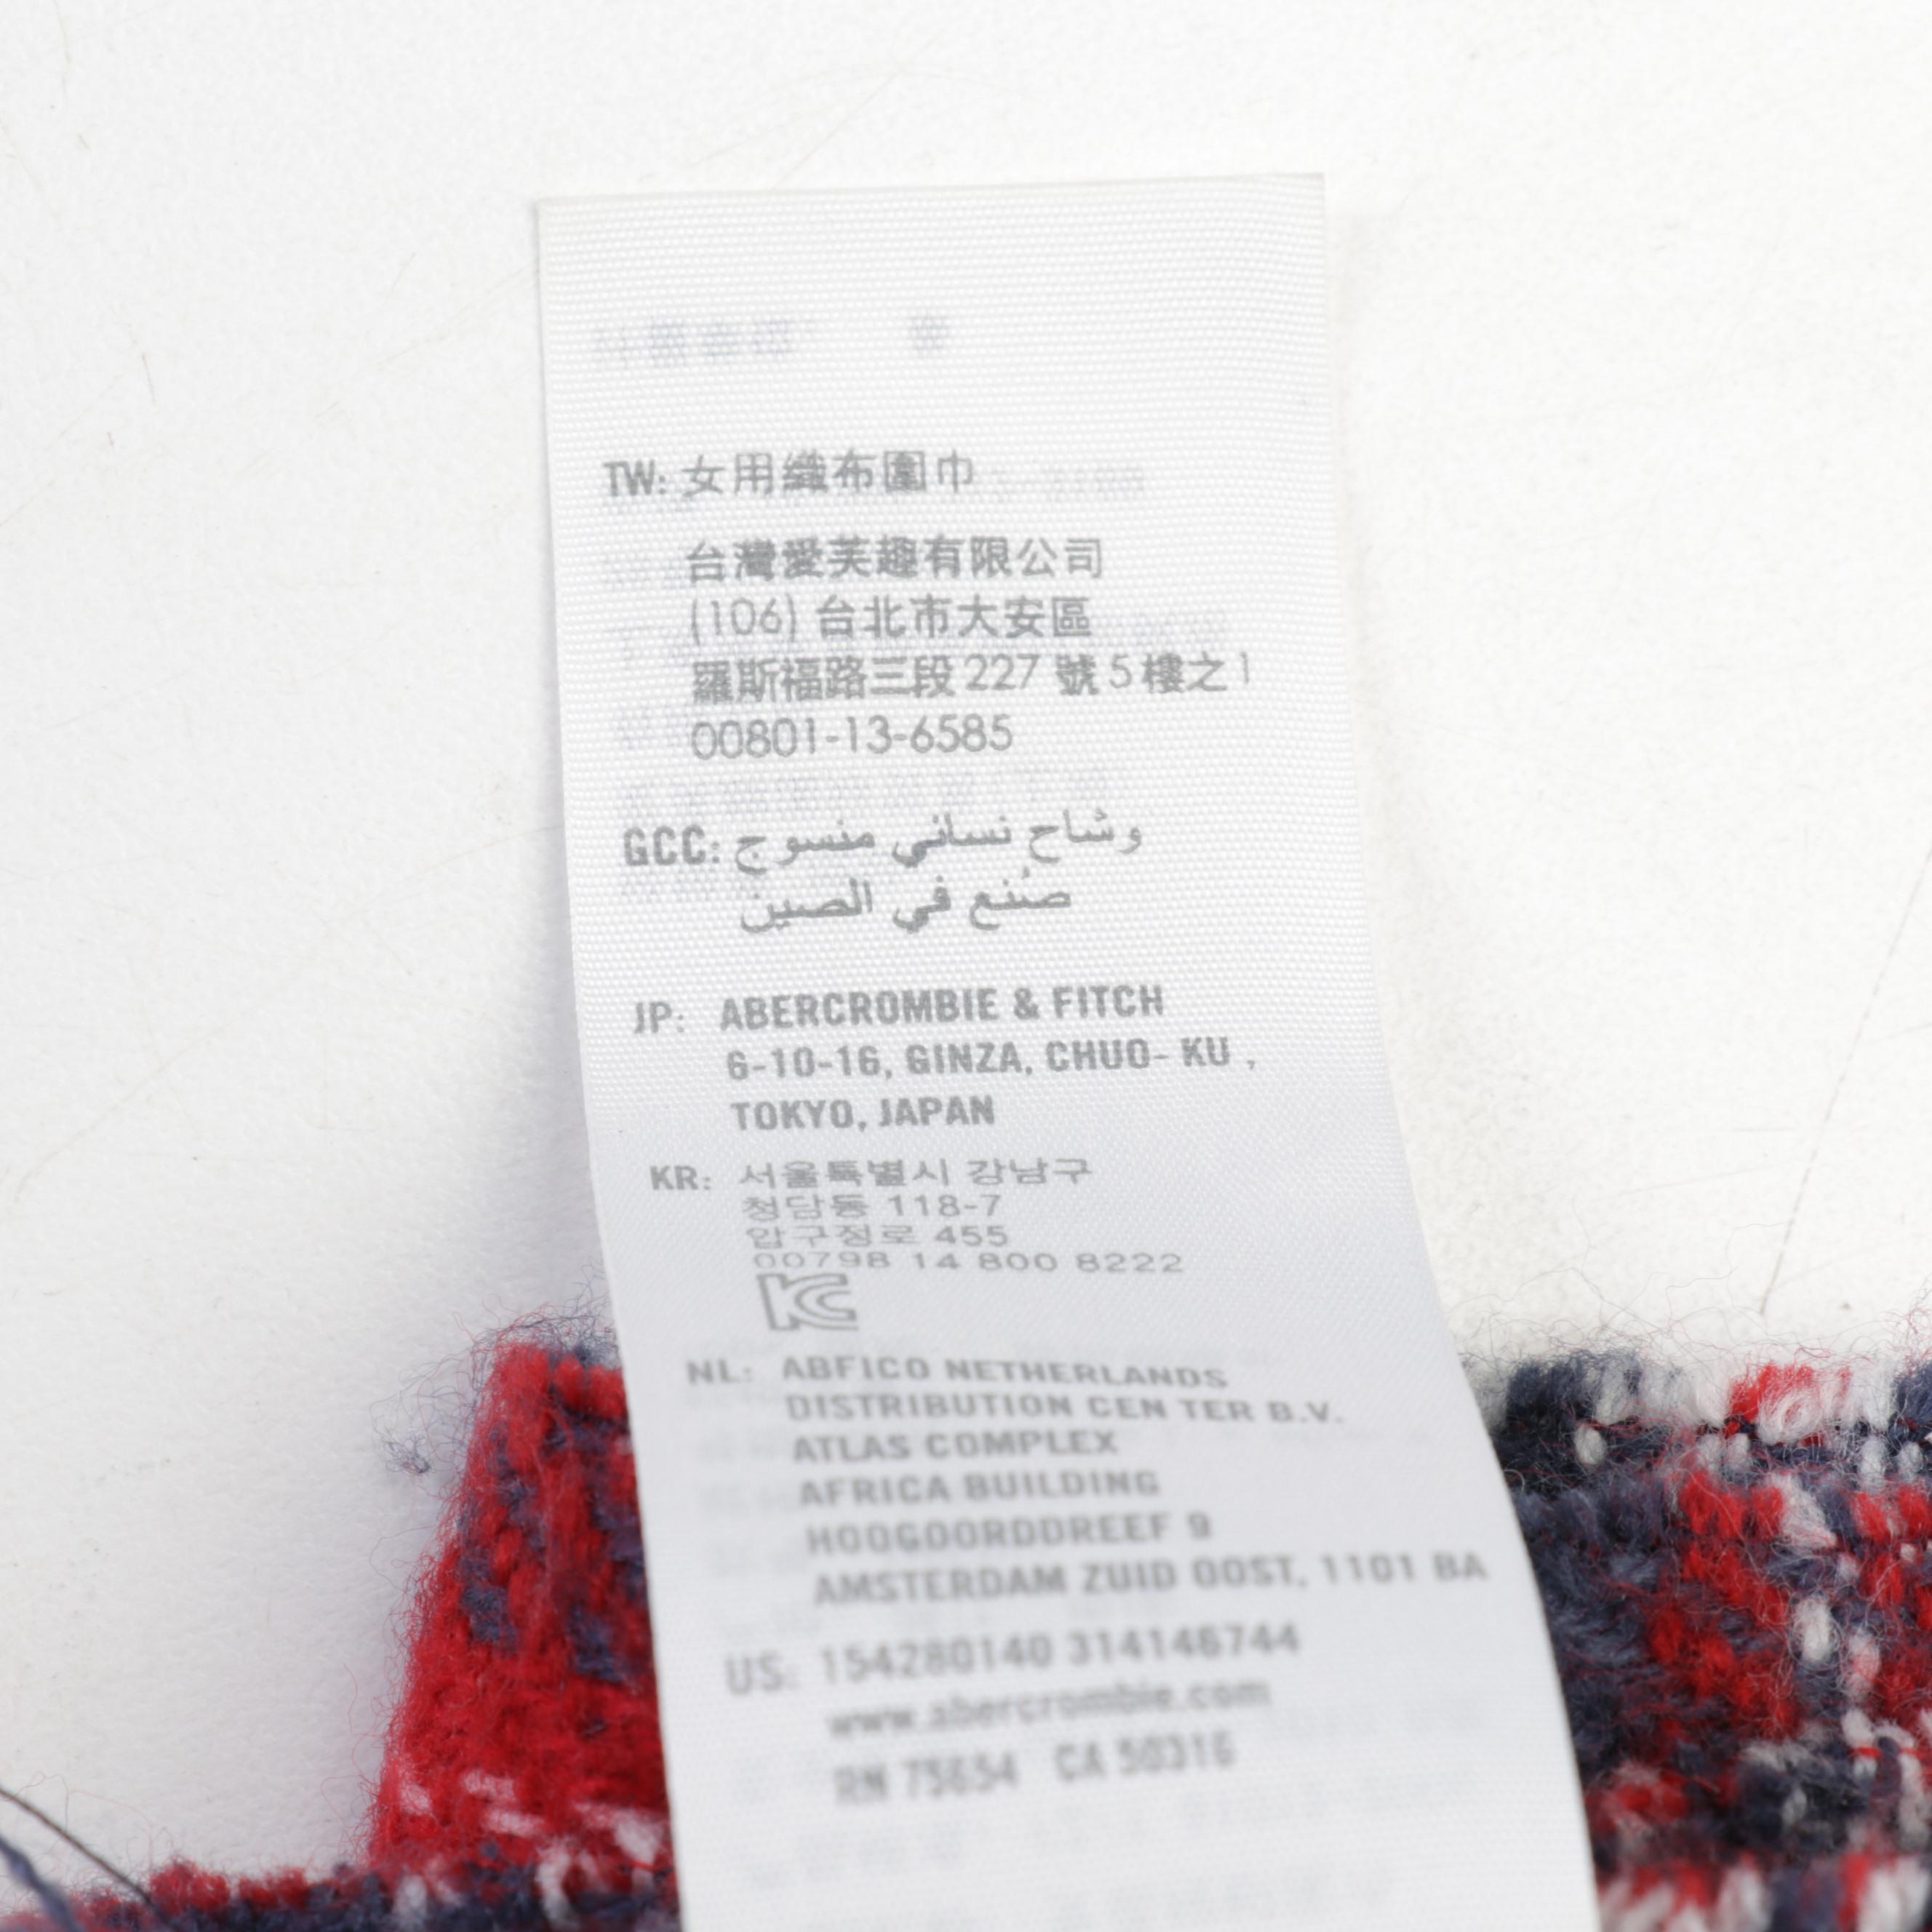 TW: 女用織布圍巾
台灣愛芙趣有限公司
(106) 台北市大安區
羅斯福路三段 227 號 5 樓之 1
00801-13-6585
GCC: وشاح نسائي منسوج
صُنع في الصين
JP: ABERCROMBIE & FITCH
6-10-16, GINZA, CHUO- KU ,
TOKYO, JAPAN
KR: 서울특별시 강남구
청담동 118-7
압구정로 455
00798 14 800 8222
KC
NL: ABFICO NETHERLANDS
DISTRIBUTION CEN TER B.V.
ATLAS COMPLEX
AFRICA BUILDING
HOOGOORDDREEF 9
AMSTERDAM ZUID OOST, 1101 BA
US: 154280140 314146744
www.abercrombie.com
RN 75654 CA 50316